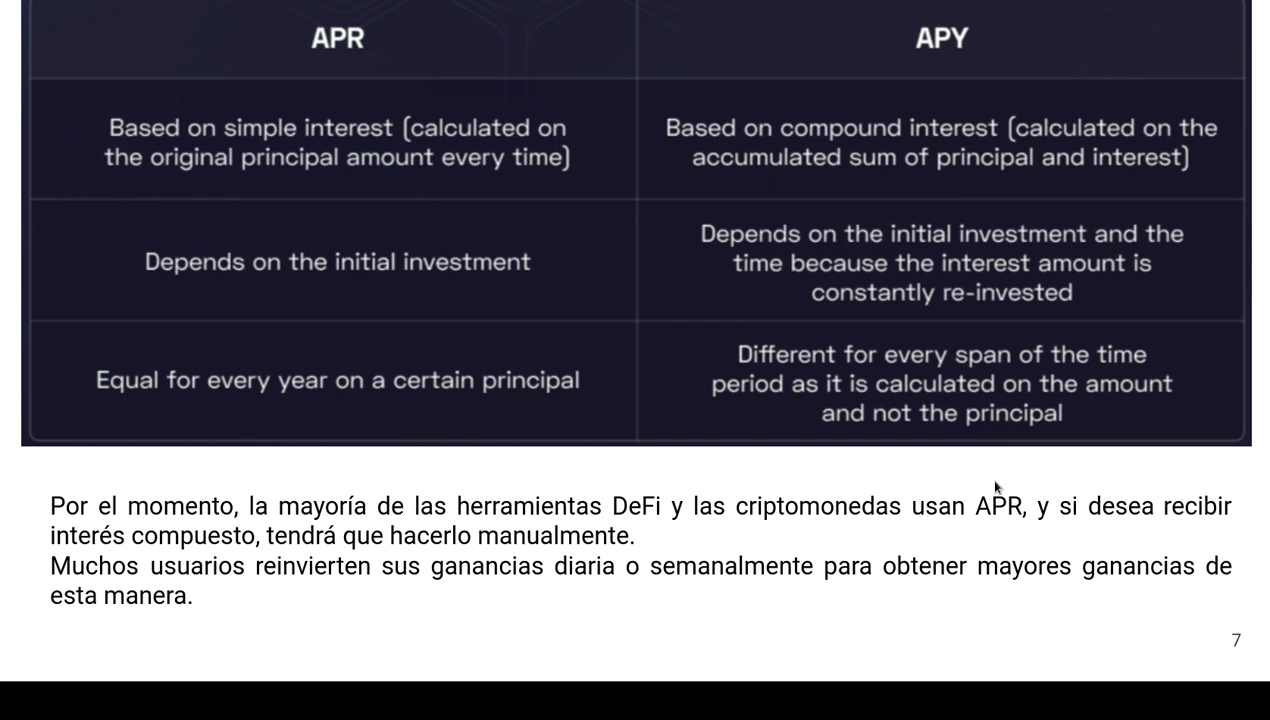 APR
APY
Based on simple interest (calculated on
the original principal amount every time)
Based on compound interest (calculated on the
accumulated sum of principal and interest)
Depends on the initial investment
Depends on the initial investment and the
time because the interest amount is
constantly re-invested
Equal for every year on a certain principal
Different for every span of the time
period as it is calculated on the amount
and not the principal
Por el momento, la mayoría de las herramientas DeFi y las criptomonedas usan APR, y si desea recibir
interés compuesto, tendrá que hacerlo manualmente.
Muchos usuarios reinvierten sus ganancias diaria o semanalmente para obtener mayores ganancias de
esta manera.
7